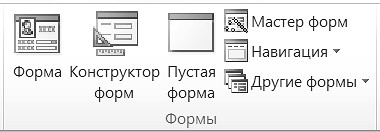 Форма
Конструктор
форм
Пустая
форма
Мастер форм
Навигация
Другие формы
Формы